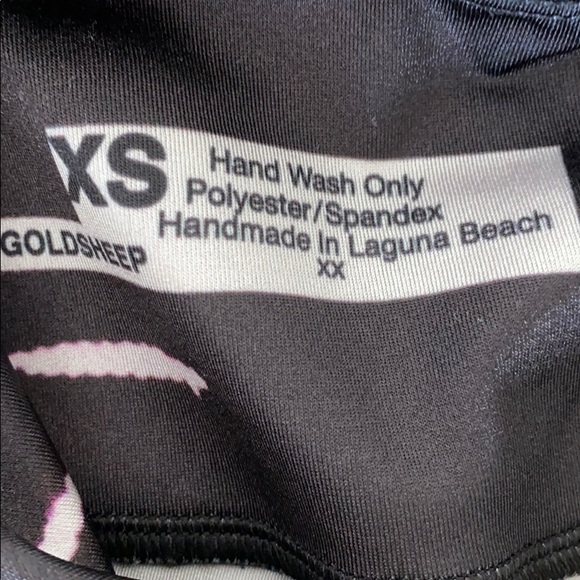 XS
Hand Wash Only
Polyester/Spandex
Handmade In Laguna Beach
XX
GOLDSHEEP